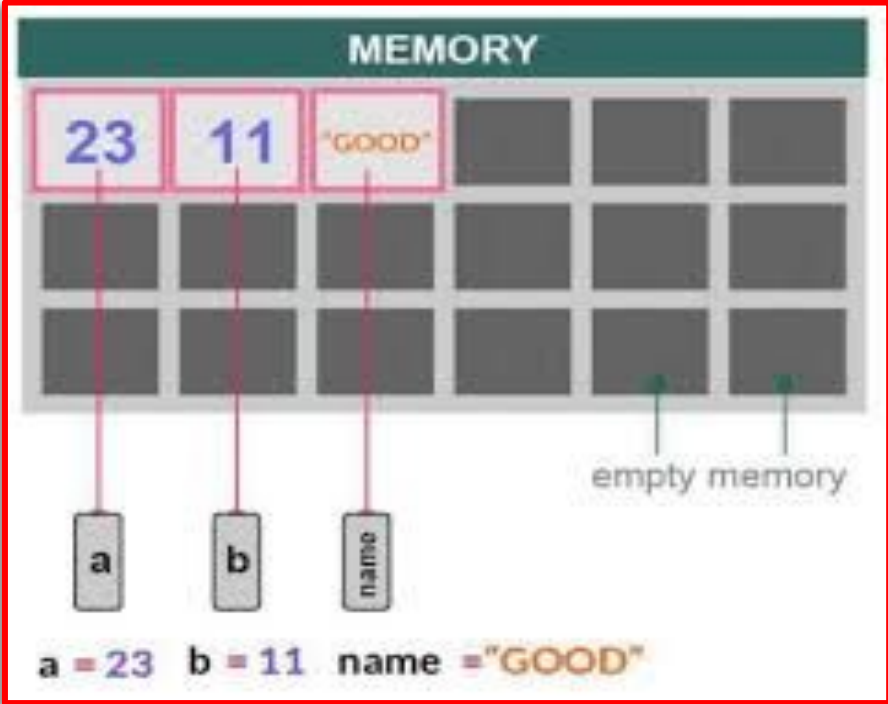 MEMORY
23 11 "GOOD"
empty memory
a b name
a = 23 b = 11 name ="GOOD"